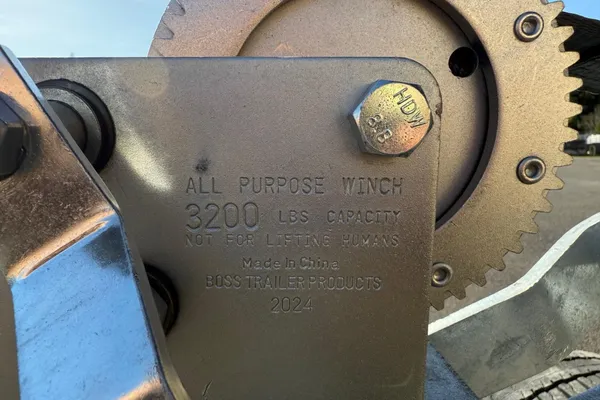 HDW
8.8
ALL PURPOSE WINCH
3200 LBS CAPACITY
NOT FOR LIFTING HUMANS
Made In China
BOSS TRAILER PRODUCTS
2024